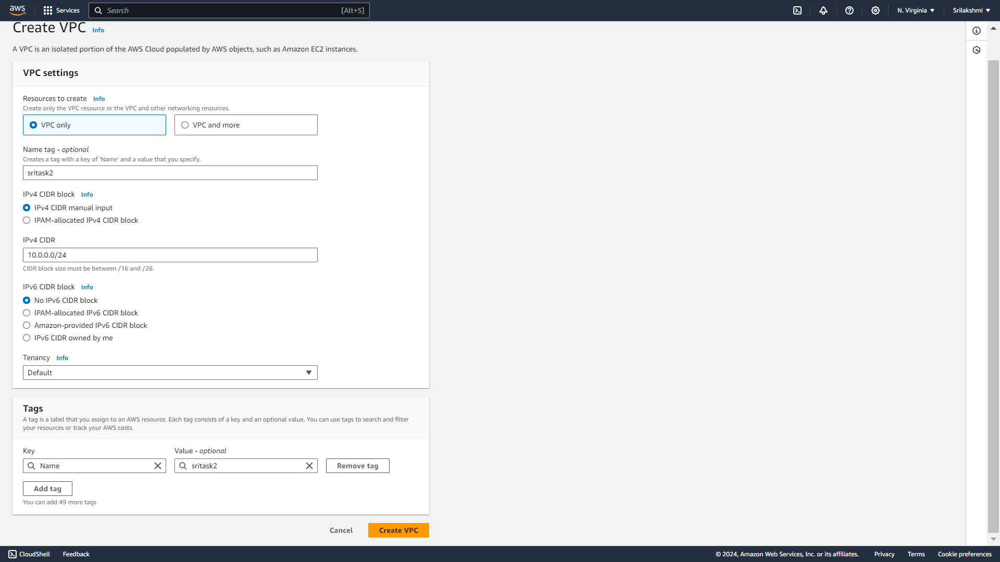 aws Services Search [Alt+S] N. Virginia Srilakshmi
Create VPC Info
A VPC is an isolated portion of the AWS Cloud populated by AWS objects, such as Amazon EC2 instances.
VPC settings
Resources to create Info
Create only the VPC resource or the VPC and other networking resources.
VPC only VPC and more
Name tag - optional
Creates a tag with a key of 'Name' and a value that you specify.
sritask2
IPv4 CIDR block Info
IPv4 CIDR manual input
IPAM-allocated IPv4 CIDR block
IPv4 CIDR
10.0.0.0/24
CIDR block size must be between /16 and /28.
IPv6 CIDR block Info
No IPv6 CIDR block
IPAM-allocated IPv6 CIDR block
Amazon-provided IPv6 CIDR block
IPv6 CIDR owned by me
Tenancy Info
Default
Tags
A tag is a label that you assign to an AWS resource. Each tag consists of a key and an optional value. You can use tags to search and filter
your resources or track your AWS costs.
Key Value - optional
Name sritask2 Remove tag
Add tag
You can add 49 more tags
Cancel Create VPC
CloudShell Feedback © 2024, Amazon Web Services, Inc. or its affiliates. Privacy Terms Cookie preferences